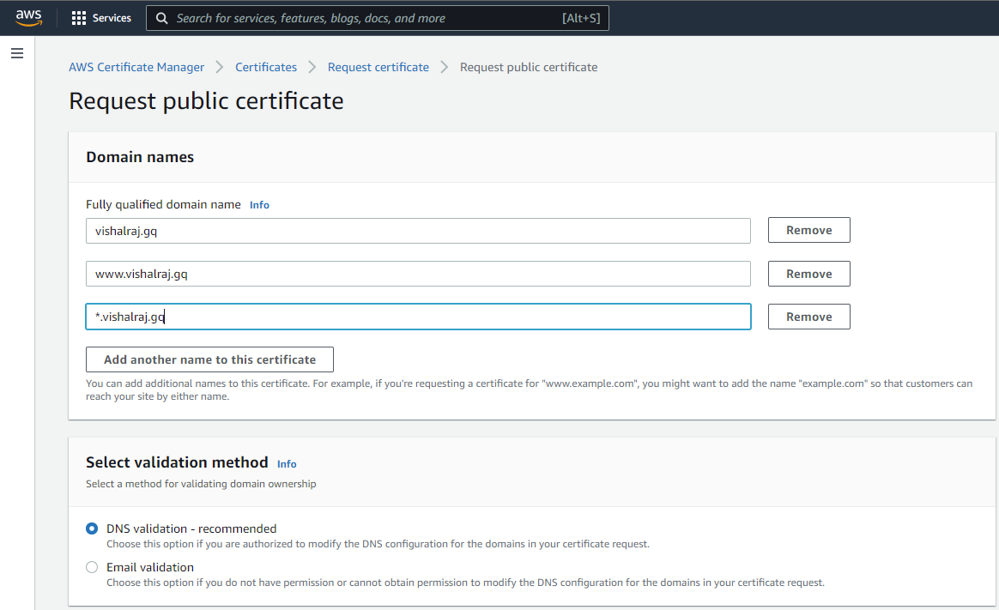 aws
Services
Search for services, features, blogs, docs, and more [Alt+S]
AWS Certificate Manager > Certificates > Request certificate > Request public certificate
Request public certificate
Domain names
Fully qualified domain name Info
vishalraj.gq Remove
www.vishalraj.gq Remove
*.vishalraj.gq Remove
Add another name to this certificate
You can add additional names to this certificate. For example, if you're requesting a certificate for "www.example.com", you might want to add the name "example.com" so that customers can
reach your site by either name.
Select validation method Info
Select a method for validating domain ownership
DNS validation - recommended
Choose this option if you are authorized to modify the DNS configuration for the domains in your certificate request.
Email validation
Choose this option if you do not have permission or cannot obtain permission to modify the DNS configuration for the domains in your certificate request.